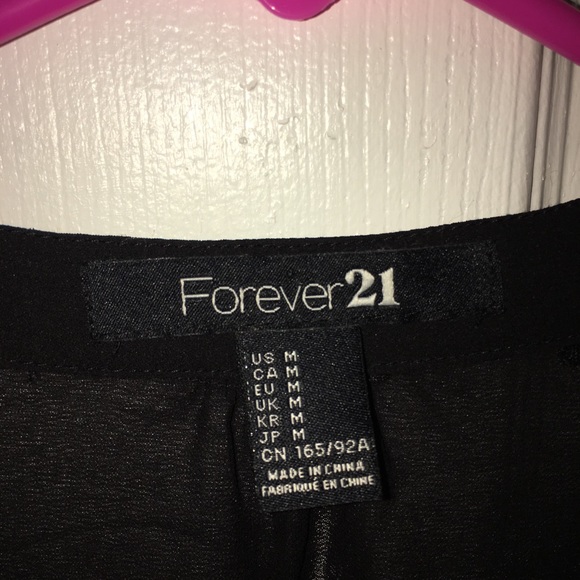 Forever21
US M
CA M
EU M
UK M
KR M
JP M
CN 165/92A
MADE IN CHINA
FABRIQUÉ EN CHINE